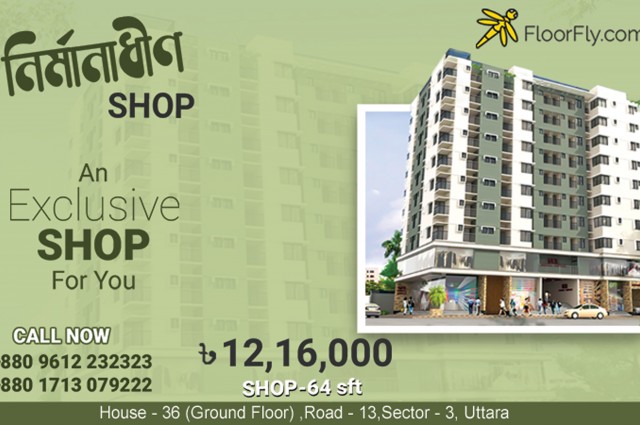 FloorFly.com
নির্মানাধীণ
SHOP
An
Exclusive
SHOP
For You
CALL NOW
880 9612 232323
880 1713 079222
৳ 12,16,000
SHOP-64 sft
House - 36 (Ground Floor) ,Road - 13,Sector - 3, Uttara